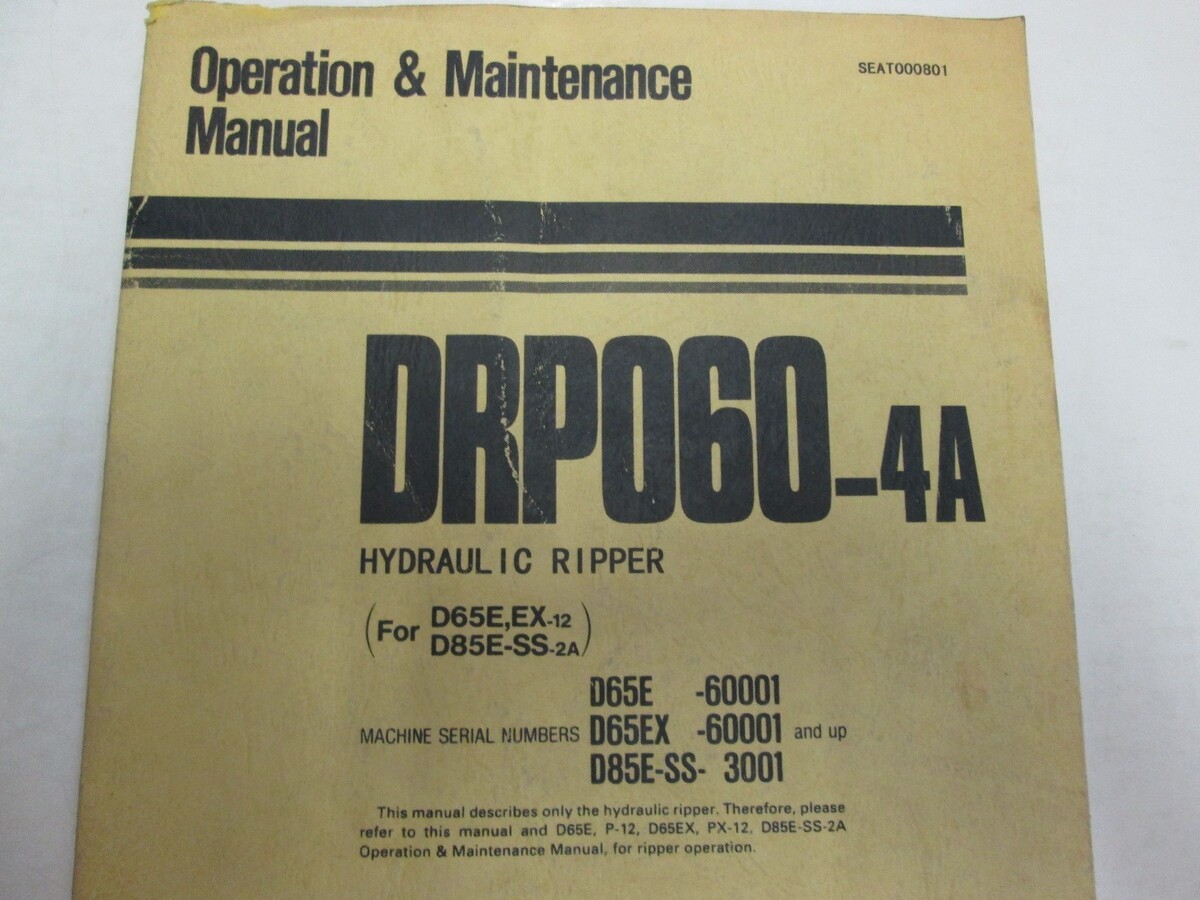 Operation & Maintenance
Manual
SEAT000801
DRP060-4A
HYDRAULIC RIPPER
(For D65E,EX-12
D85E-SS-2A)
D65E -60001
MACHINE SERIAL NUMBERS D65EX -60001 and up
D85E-SS- 3001
This manual describes only the hydraulic ripper. Therefore, please
refer to this manual and D65E, P-12, D65EX, PX-12, D85E-SS-2A
Operation & Maintenance Manual, for ripper operation.